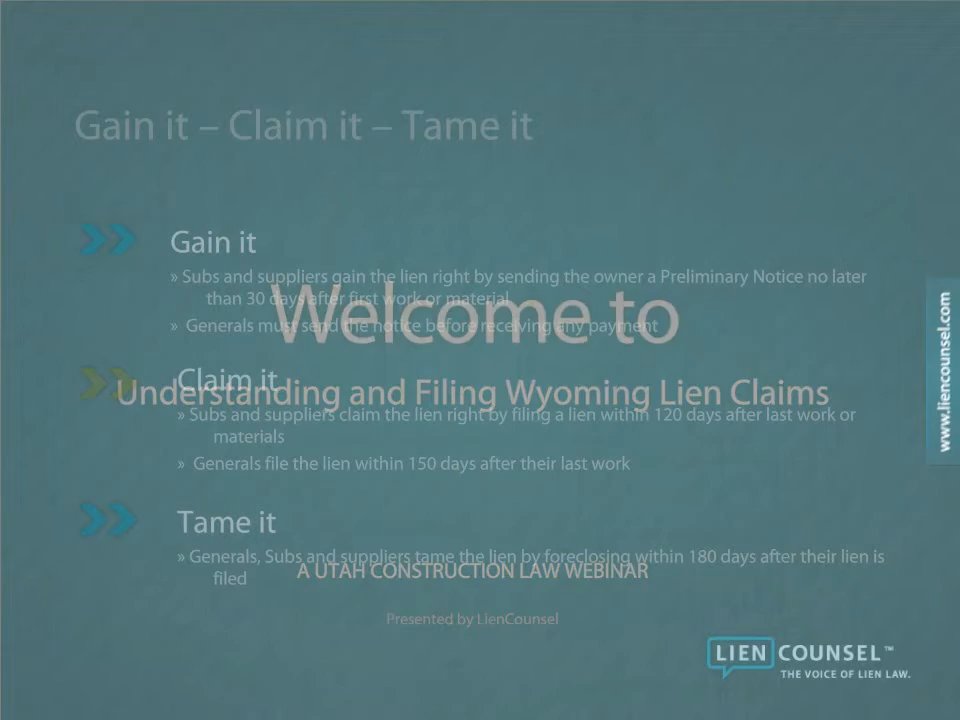 Gain it – Claim it – Tame it
Gain it
» Subs and suppliers gain the lien right by sending the owner a Preliminary Notice no later
than 30 days after first work or material
» Generals must send the notice before receiving any payment
Welcome to
Claim it
Understanding and Filing Wyoming Lien Claims
» Subs and suppliers claim the lien right by filing a lien within 120 days after last work or
materials
» Generals file the lien within 150 days after their last work
Tame it
» Generals, Subs and suppliers tame the lien by foreclosing within 180 days after their lien is
filed
A UTAH CONSTRUCTION LAW WEBINAR
Presented by LienCounsel
www.liencounsel.com
LIEN COUNSEL™
THE VOICE OF LIEN LAW.